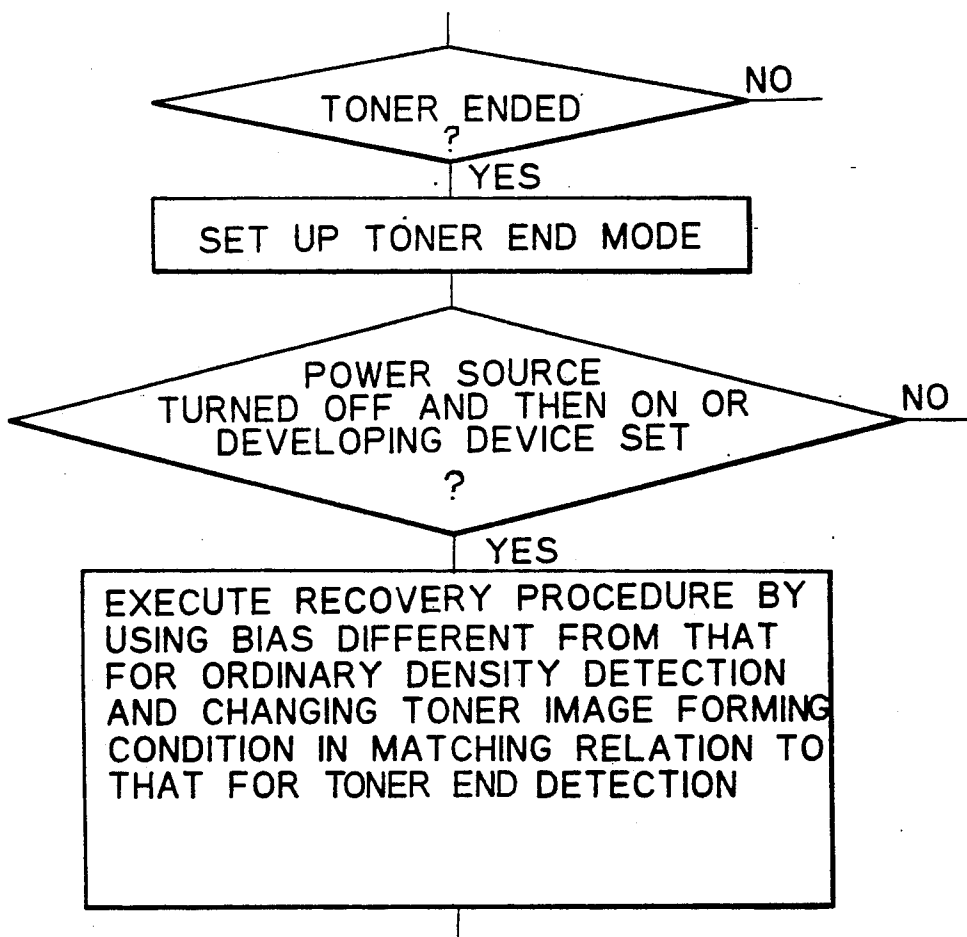 NO
TONER ENDED
?
YES
SET UP TONER END MODE
POWER SOURCE
TURNED OFF AND THEN ON OR
DEVELOPING DEVICE SET
?
NO
YES
EXECUTE RECOVERY PROCEDURE BY
USING BIAS DIFFERENT FROM THAT
FOR ORDINARY DENSITY DETECTION
AND CHANGING TONER IMAGE FORMING
CONDITION IN MATCHING RELATION TO
THAT FOR TONER END DETECTION